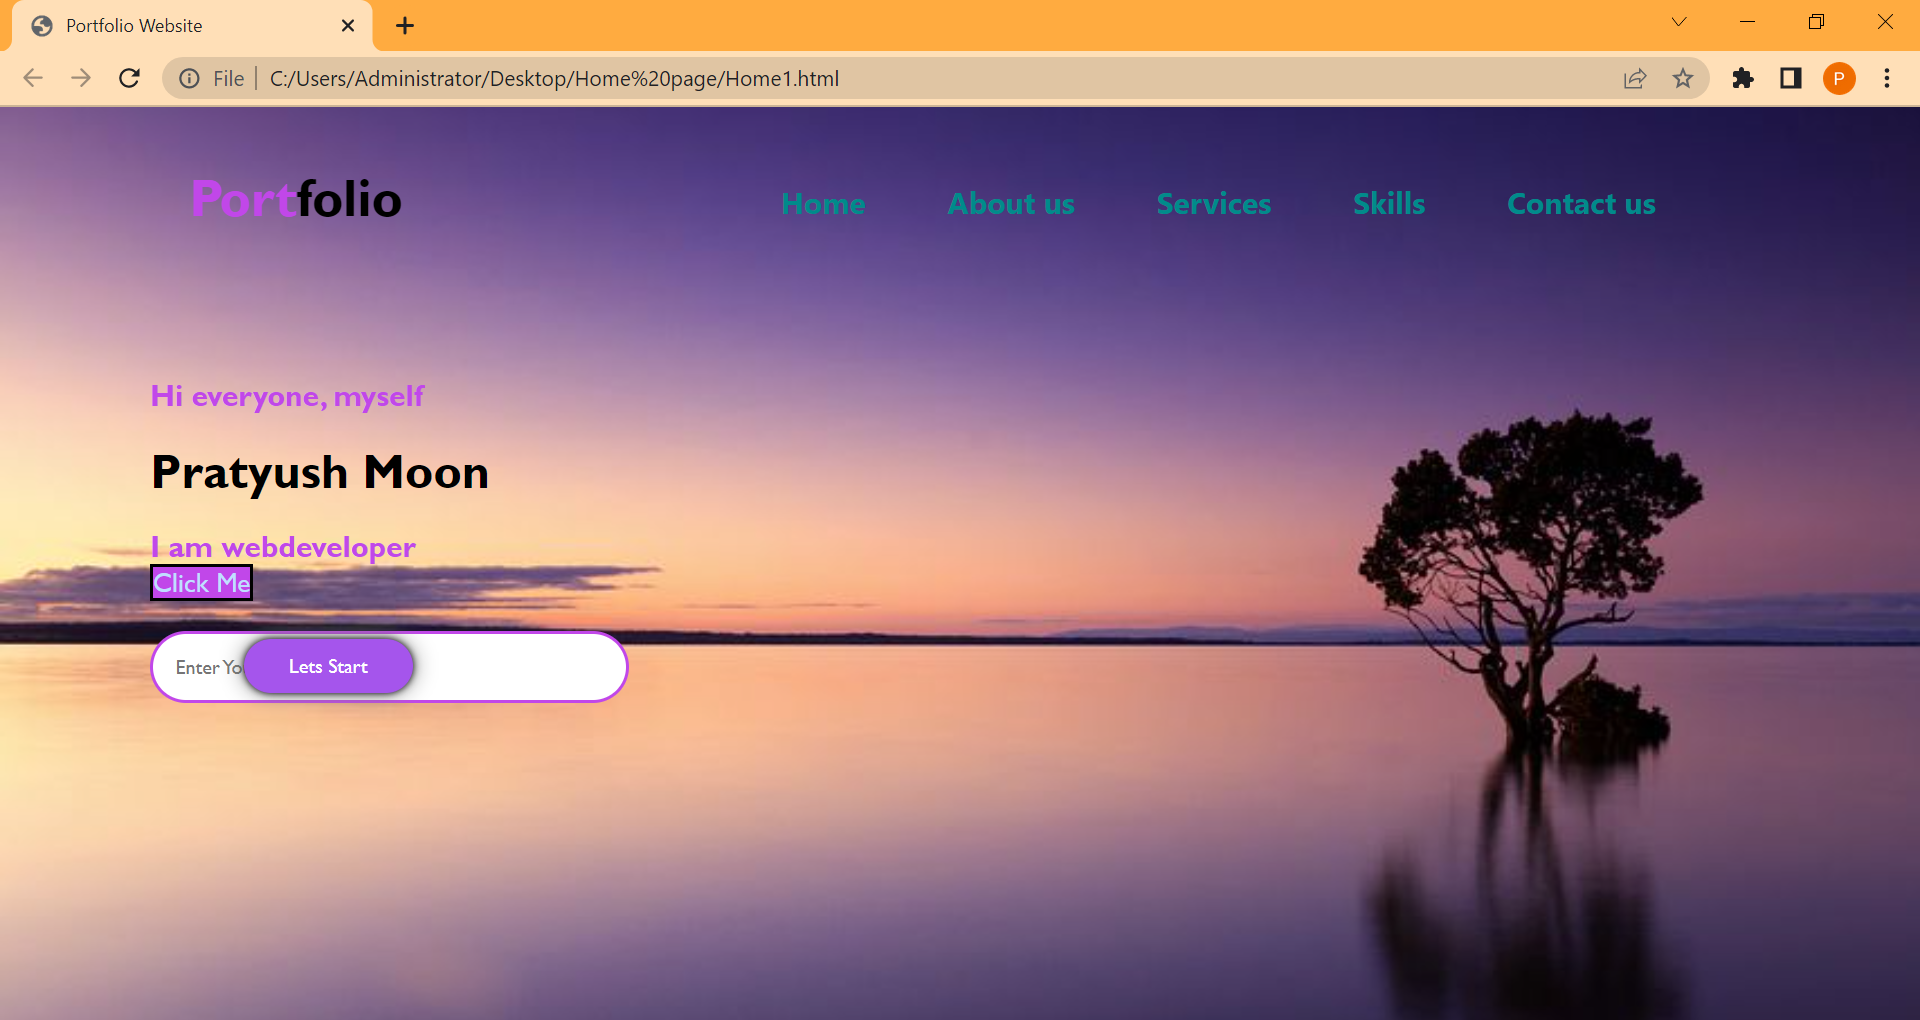 Portfolio Website
File C:/Users/Administrator/Desktop/Home%20page/Home1.html
P
Portfolio Home About us Services Skills Contact us
Hi everyone, myself
Pratyush Moon
I am webdeveloper
Click Me
Enter Yo Lets Start